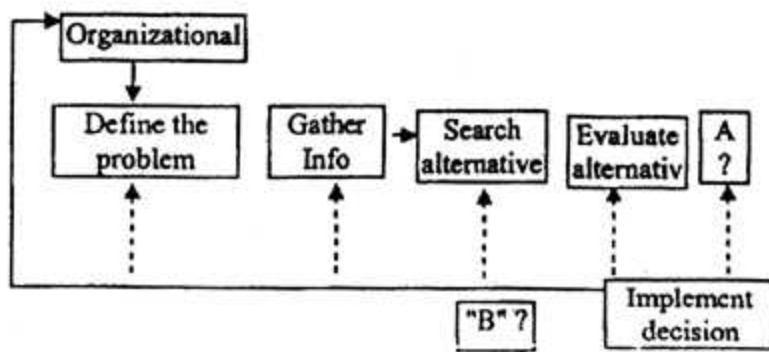 Organizational
Define the
problem
Gather
Info
Search
alternative
Evaluate
alternativ
A
?
"B" ?
Implement
decision